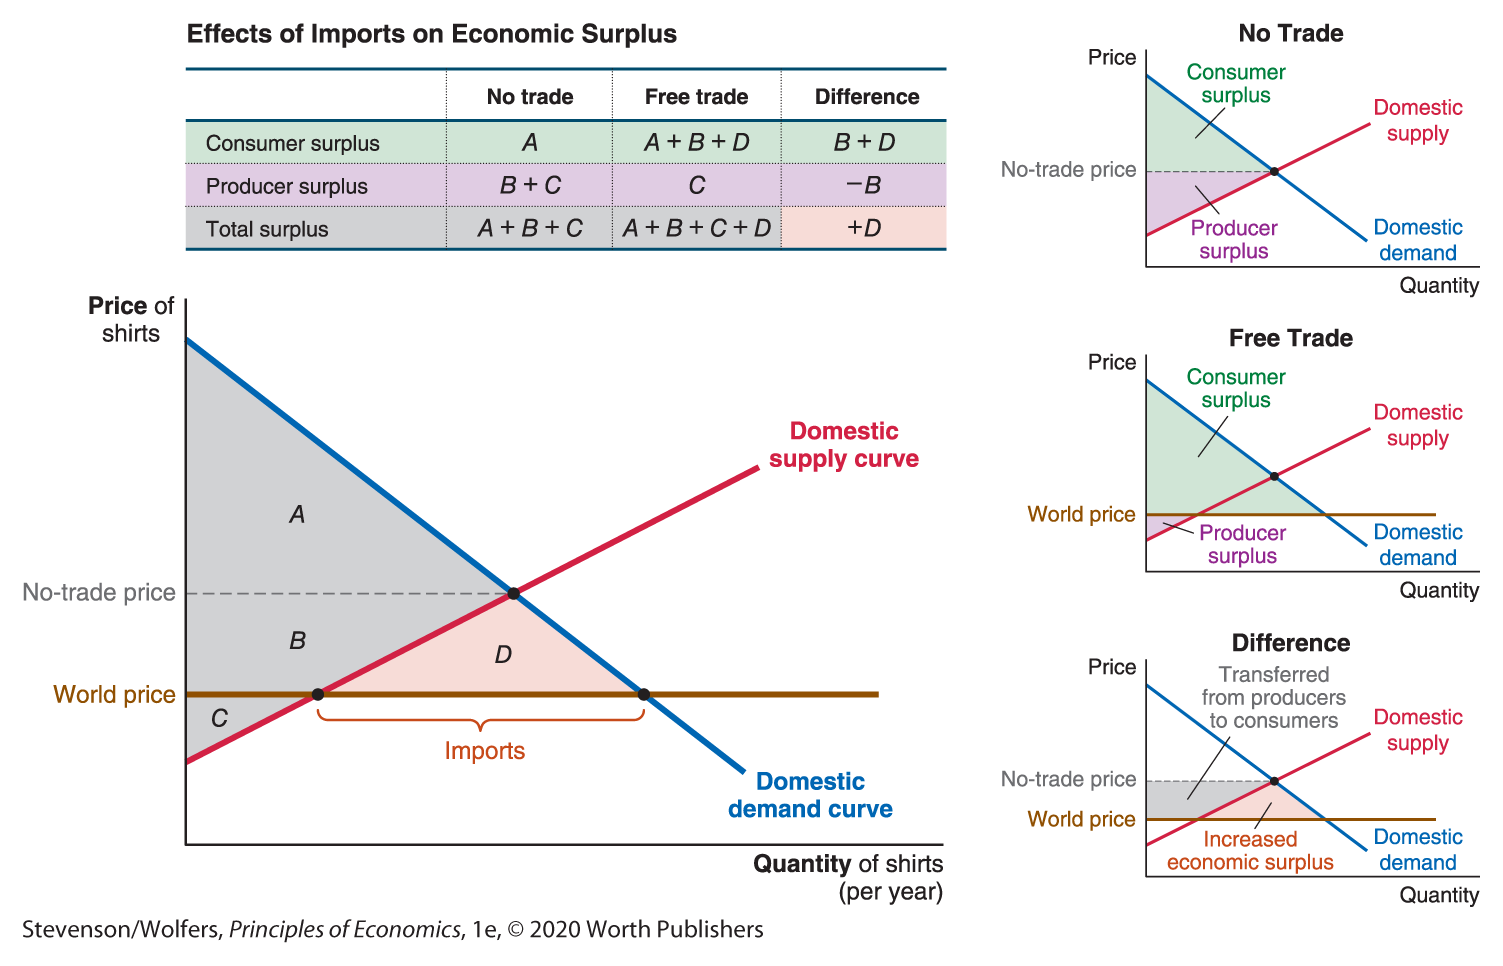 Effects of Imports on Economic Surplus
No trade Free trade Difference
Consumer surplus A A + B + D B + D
Producer surplus B + C C −B
Total surplus A + B + C A + B + C + D +D
Price of
shirts
A
Domestic
supply curve
No-trade price
B
D
World price
C
Imports
Domestic
demand curve
Quantity of shirts
(per year)
No Trade
Price
Consumer
surplus
Domestic
supply
No-trade price
Producer
surplus
Domestic
demand
Quantity
Free Trade
Price
Consumer
surplus
Domestic
supply
World price
Producer
surplus
Domestic
demand
Quantity
Difference
Price
Transferred
from producers
to consumers
Domestic
supply
No-trade price
World price
Increased
economic surplus
Domestic
demand
Quantity
Stevenson/Wolfers, Principles of Economics, 1e, © 2020 Worth Publishers